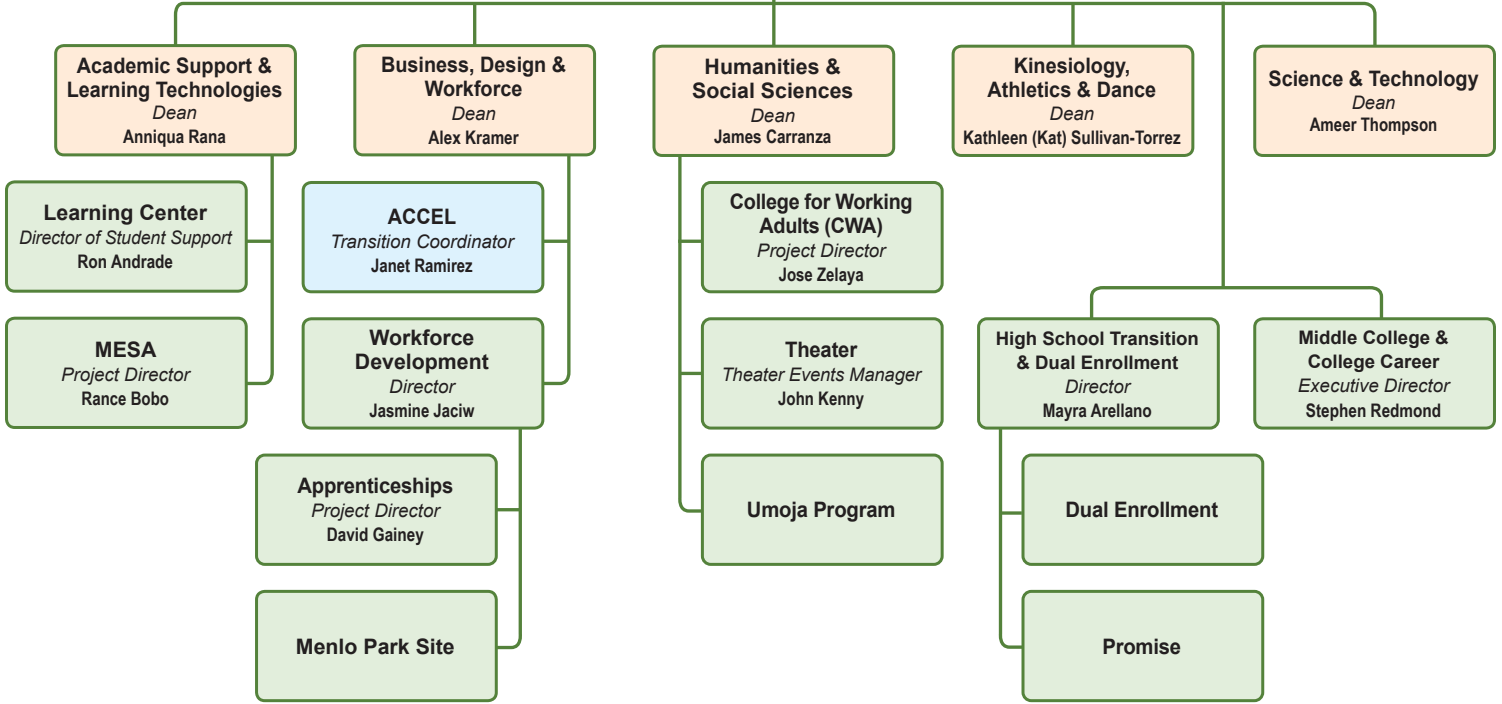 Academic Support &
Learning Technologies
Dean
Anniqua Rana
Business, Design &
Workforce
Dean
Alex Kramer
Humanities &
Social Sciences
Dean
James Carranza
Kinesiology,
Athletics & Dance
Dean
Kathleen (Kat) Sullivan-Torrez
Science & Technology
Dean
Ameer Thompson
Learning Center
Director of Student Support
Ron Andrade
ACCEL
Transition Coordinator
Janet Ramirez
College for Working
Adults (CWA)
Project Director
Jose Zelaya
MESA
Project Director
Rance Bobo
Workforce
Development
Director
Jasmine Jaciw
Theater
Theater Events Manager
John Kenny
High School Transition
& Dual Enrollment
Director
Mayra Arellano
Middle College &
College Career
Executive Director
Stephen Redmond
Apprenticeships
Project Director
David Gainey
Umoja Program
Dual Enrollment
Menlo Park Site
Promise